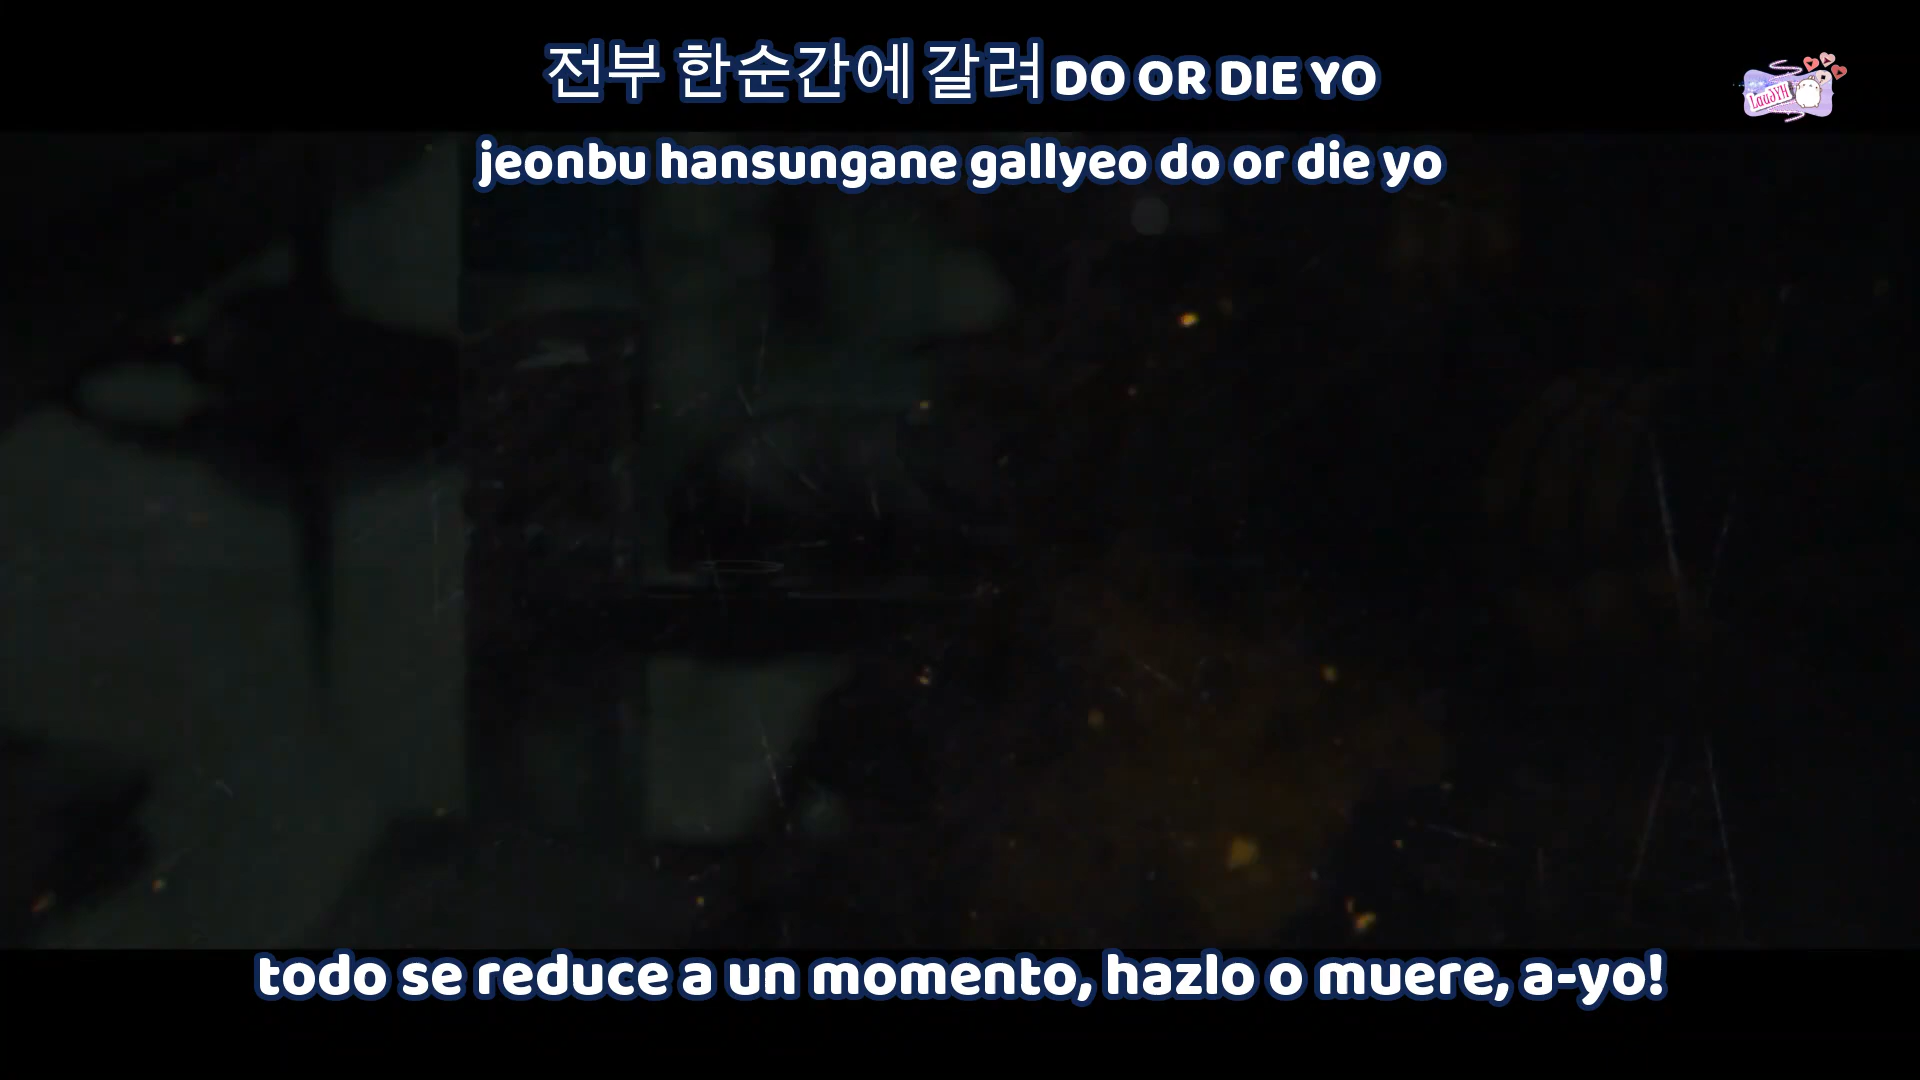 전부 한순간에 갈려 DO OR DIE YO
LauJYH
jeonbu hansungane gallyeo do or die yo
todo se reduce a un momento, hazlo o muere, a-yo!